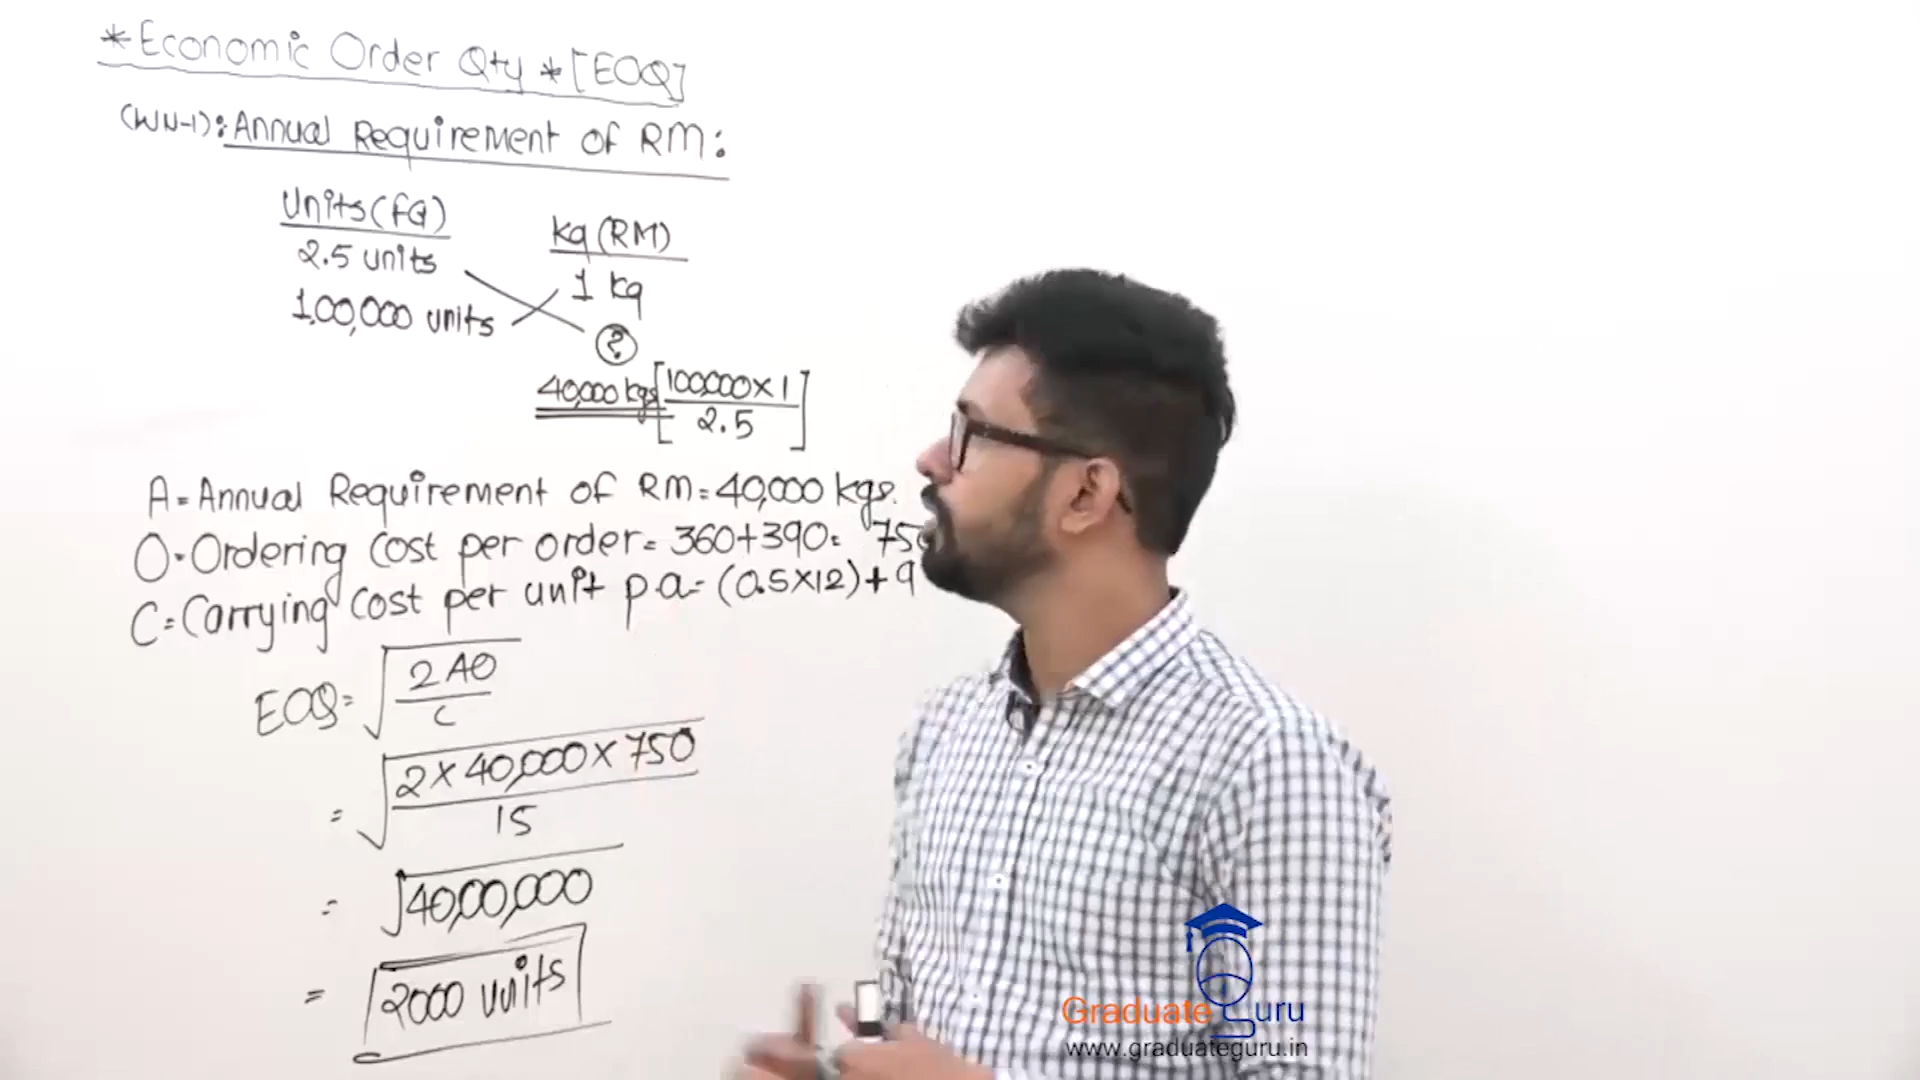 *Economic Order Qty * [EOQ]
(WN-1): Annual Requirement of RM:
Units (FG)
kg (RM)
2.5 units
1 kg
1,00,000 units
?
40,000 kgs [100,000 x 1
2.5]
A = Annual Requirement of RM = 40,000 kgs.
O = Ordering cost per order = 360+390 = 750
C = Carrying cost per unit p.a = (0.5x12)+9
EOQ = √2AO
C
= √2 x 40,000 x 750
15
= √40,00,000
= 2000 units
Graduate Guru
www.graduateguru.in